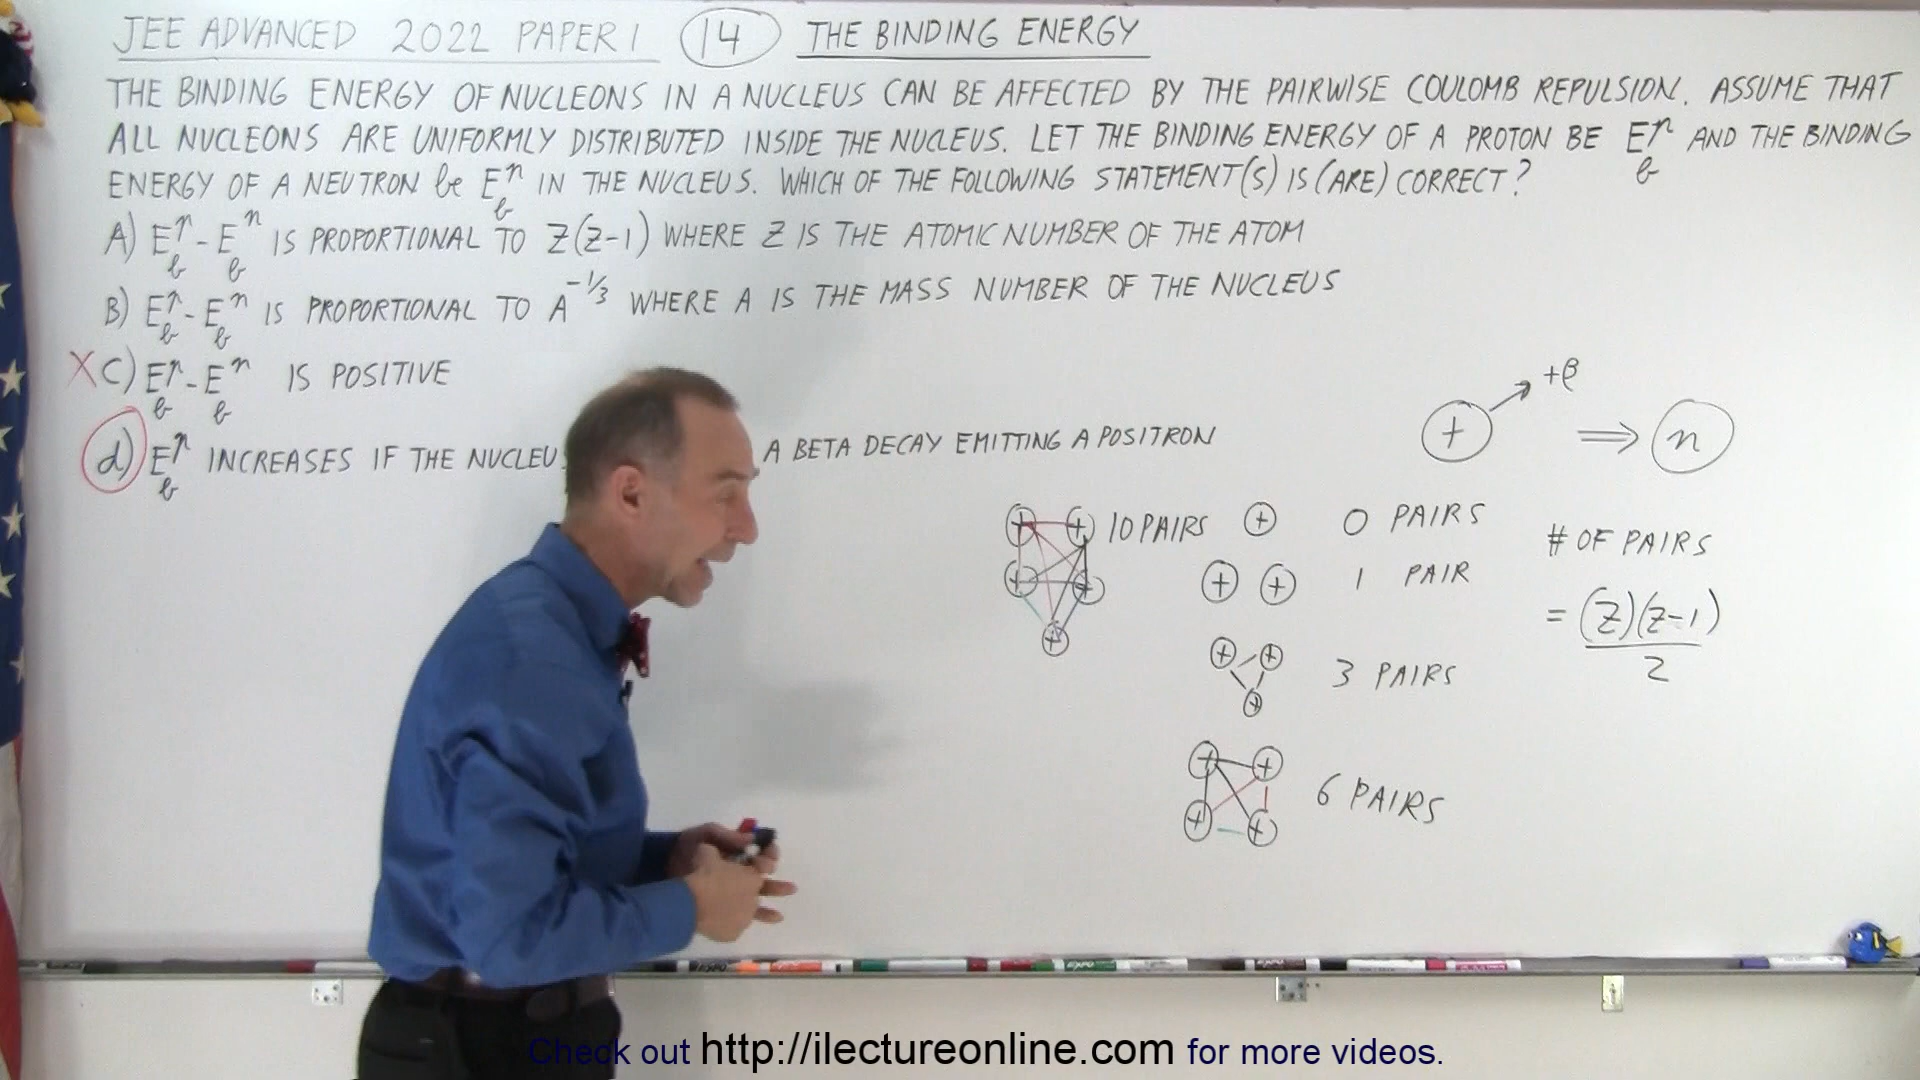 JEE ADVANCED 2022 PAPER 1 14 THE BINDING ENERGY
THE BINDING ENERGY OF NUCLEONS IN A NUCLEUS CAN BE AFFECTED BY THE PAIRWISE COULOMB REPULSION. ASSUME THAT
ALL NUCLEONS ARE UNIFORMLY DISTRIBUTED INSIDE THE NUCLEUS. LET THE BINDING ENERGY OF A PROTON BE E_b^p AND THE BINDING
ENERGY OF A NEUTRON be E_b^n IN THE NUCLEUS. WHICH OF THE FOLLOWING STATEMENT(S) IS (ARE) CORRECT?
A) E_b^p - E_b^n IS PROPORTIONAL TO Z(Z-1) WHERE Z IS THE ATOMIC NUMBER OF THE ATOM
B) E_b^p - E_b^n IS PROPORTIONAL TO A^-1/3 WHERE A IS THE MASS NUMBER OF THE NUCLEUS
X C) E_b^p - E_b^n IS POSITIVE
d) E_b^p INCREASES IF THE NUCLEU A BETA DECAY EMITTING A POSITRON
+ +β ⇒ n
+ + 10 PAIRS + 0 PAIRS
+ + + + 1 PAIR
+
# OF PAIRS
= (Z)(Z-1)
2
+ + 3 PAIRS
+
+ + 6 PAIRS
+ +
EXPO EXPO EXPO EXPO
Check out http://ilectureonline.com for more videos.